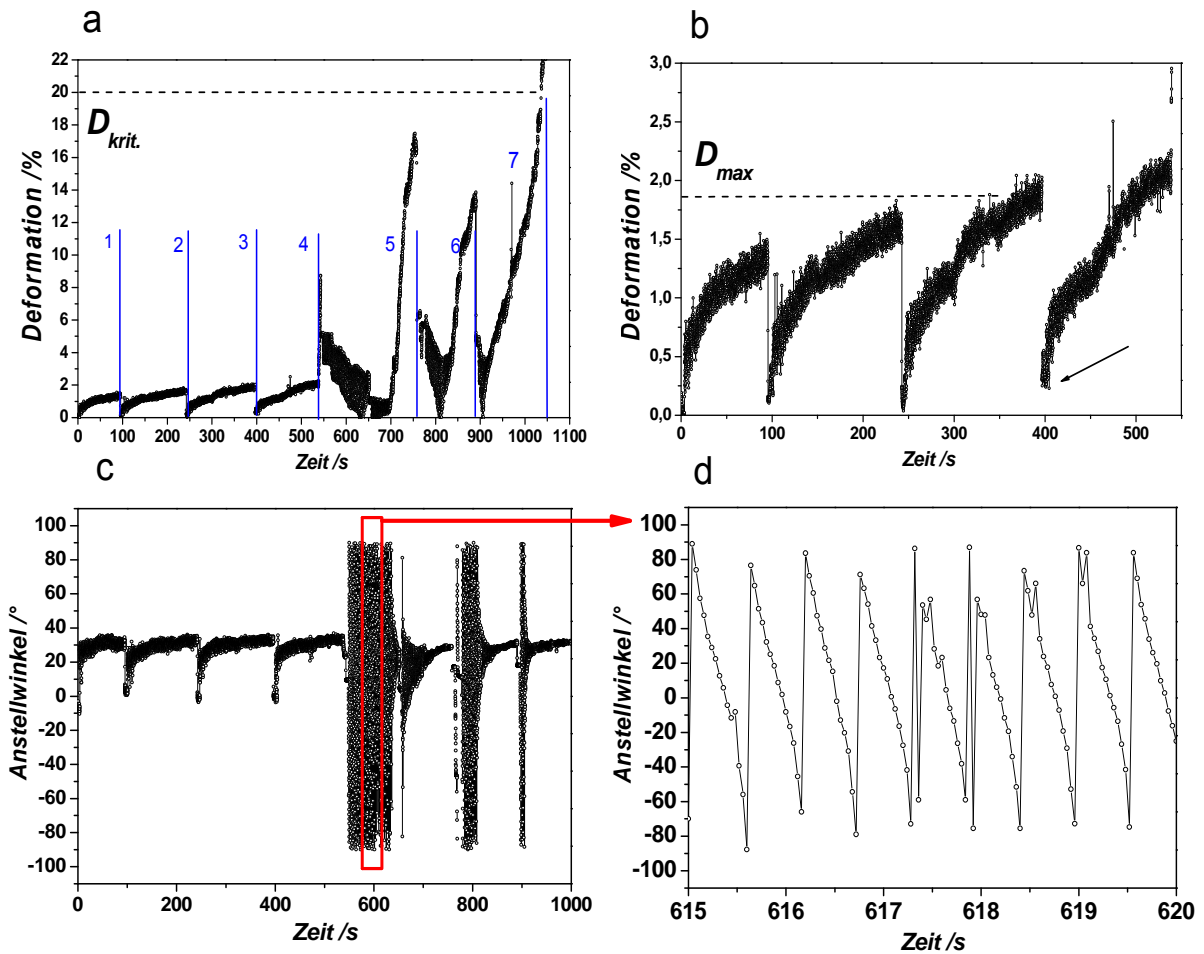 a
22
20
18
16
14
12
10
8
6
4
2
0
Deformation /%
D krit.
1
2
3
4
5
6
7
0 100 200 300 400 500 600 700 800 900 1000 1100
Zeit /s
b
3,0
2,5
2,0
1,5
1,0
0,5
0,0
Deformation /%
D max
0 100 200 300 400 500
Zeit /s
c
100
80
60
40
20
0
-20
-40
-60
-80
-100
Anstellwinkel /°
0 200 400 600 800 1000
Zeit /s
d
100
80
60
40
20
0
-20
-40
-60
-80
-100
Anstellwinkel /°
615 616 617 618 619 620
Zeit /s